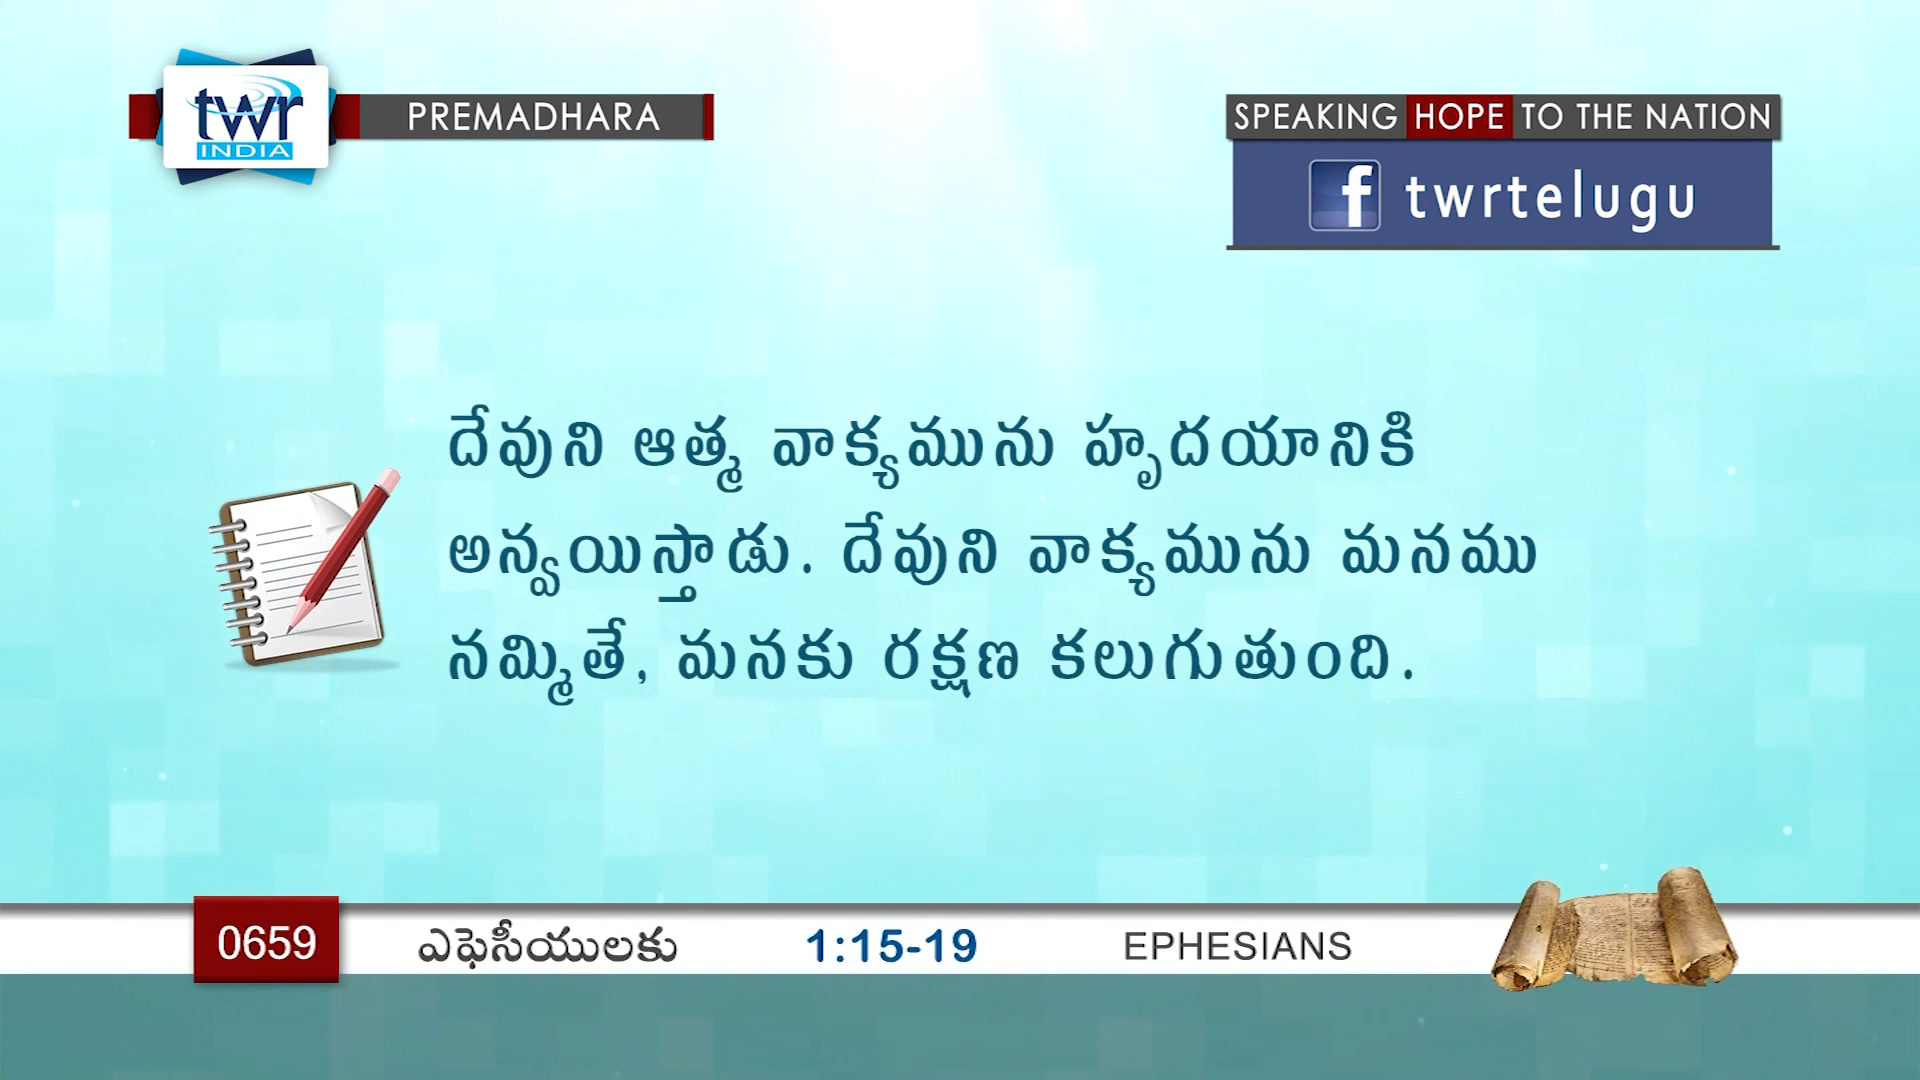 twr
INDIA
PREMADHARA
SPEAKING HOPE TO THE NATION
f twrtelugu
దేవుని ఆత్మ వాక్యమును హృదయానికి
అన్వయిస్తాడు. దేవుని వాక్యమును మనము
నమ్మితే, మనకు రక్షణ కలుగుతుంది.
0659 ఎఫెసీయులకు 1:15-19 EPHESIANS